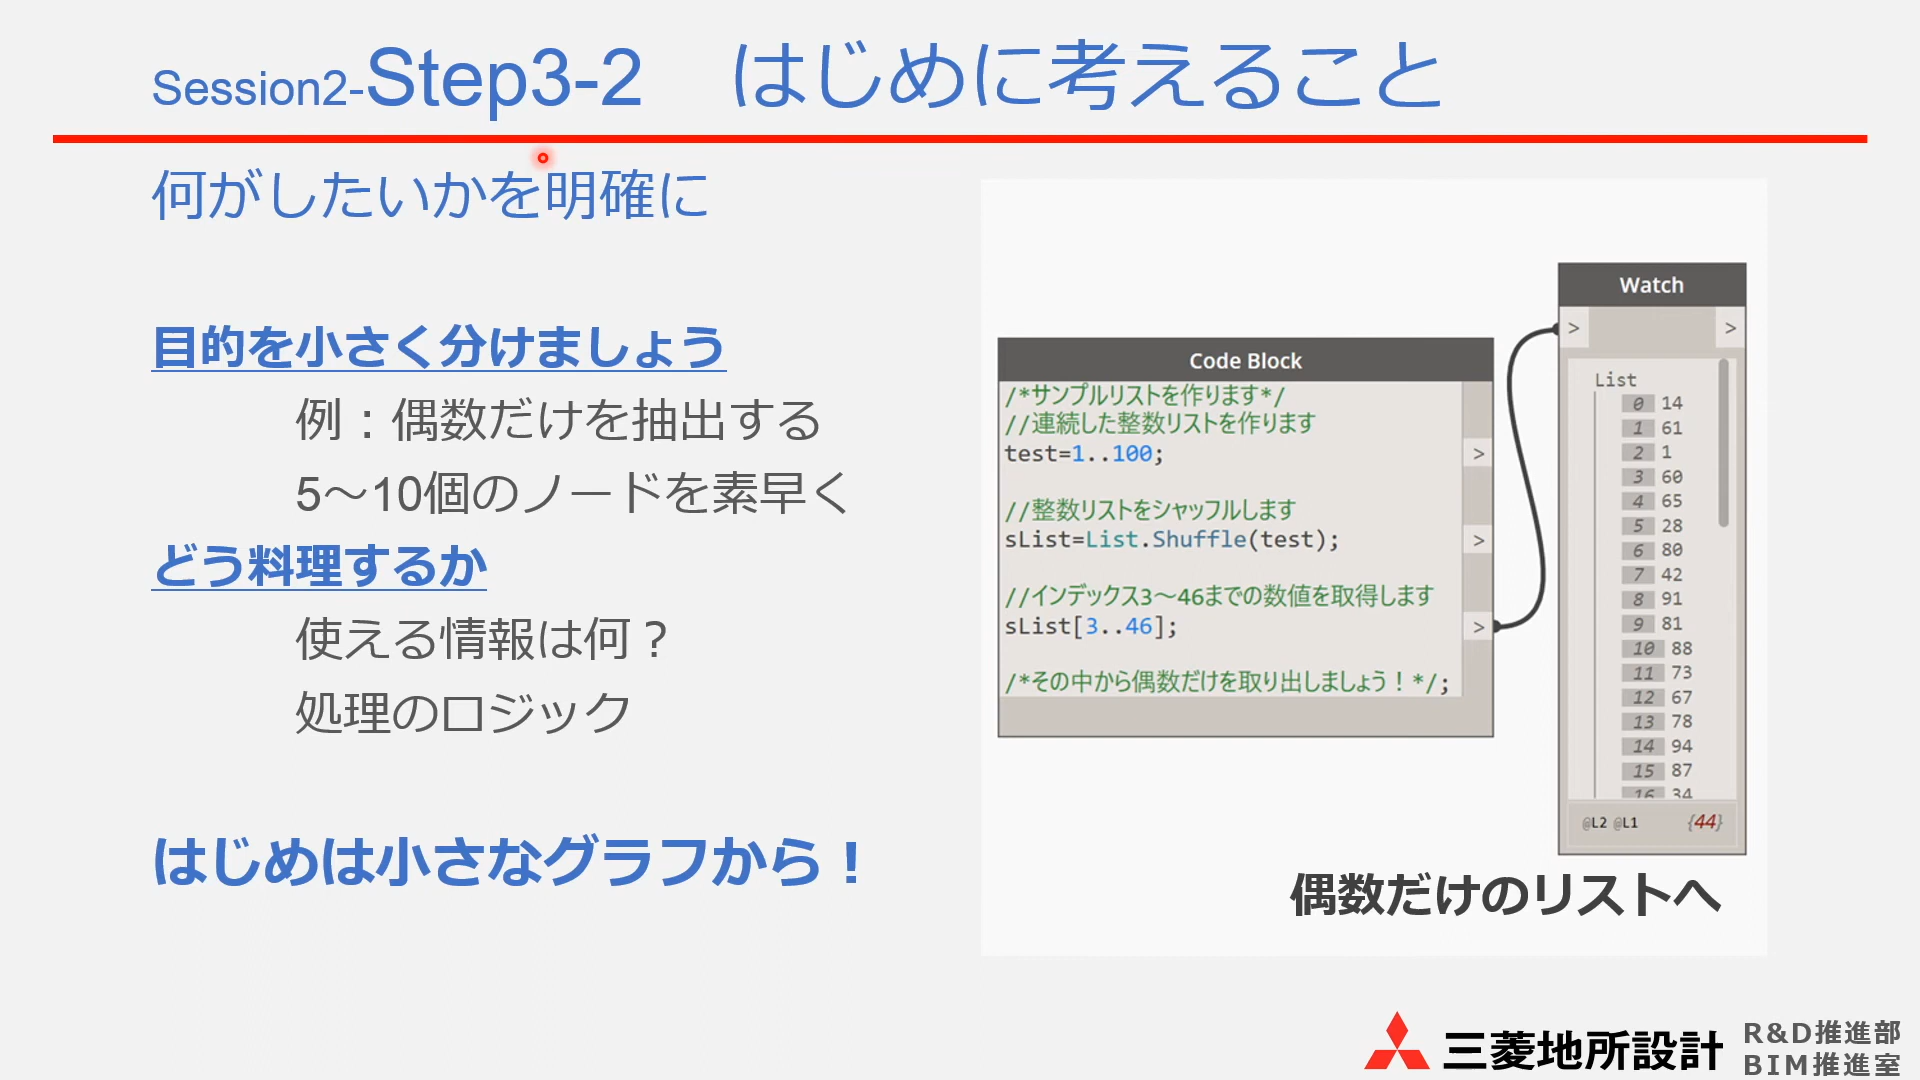 Session2-Step3-2　はじめに考えること
何がしたいかを明確に
目的を小さく分けましょう
例：偶数だけを抽出する
5～10個のノードを素早く
どう料理するか
使える情報は何？
処理のロジック
はじめは小さなグラフから！
Code Block
/*サンプルリストを作ります*/
//連続した整数リストを作ります
test=1..100;
>
//整数リストをシャッフルします
sList=List.Shuffle(test);
>
//インデックス3～46までの数値を取得します
sList[3..46];
>
/*その中から偶数だけを取り出しましょう！*/;
Watch
> >
List
0 14
1 61
2 1
3 60
4 65
5 28
6 80
7 42
8 91
9 81
10 88
11 73
12 67
13 78
14 94
15 87
16 34
@L2 @L1 {44}
偶数だけのリストへ
三菱地所設計
R&D推進部
BIM推進室